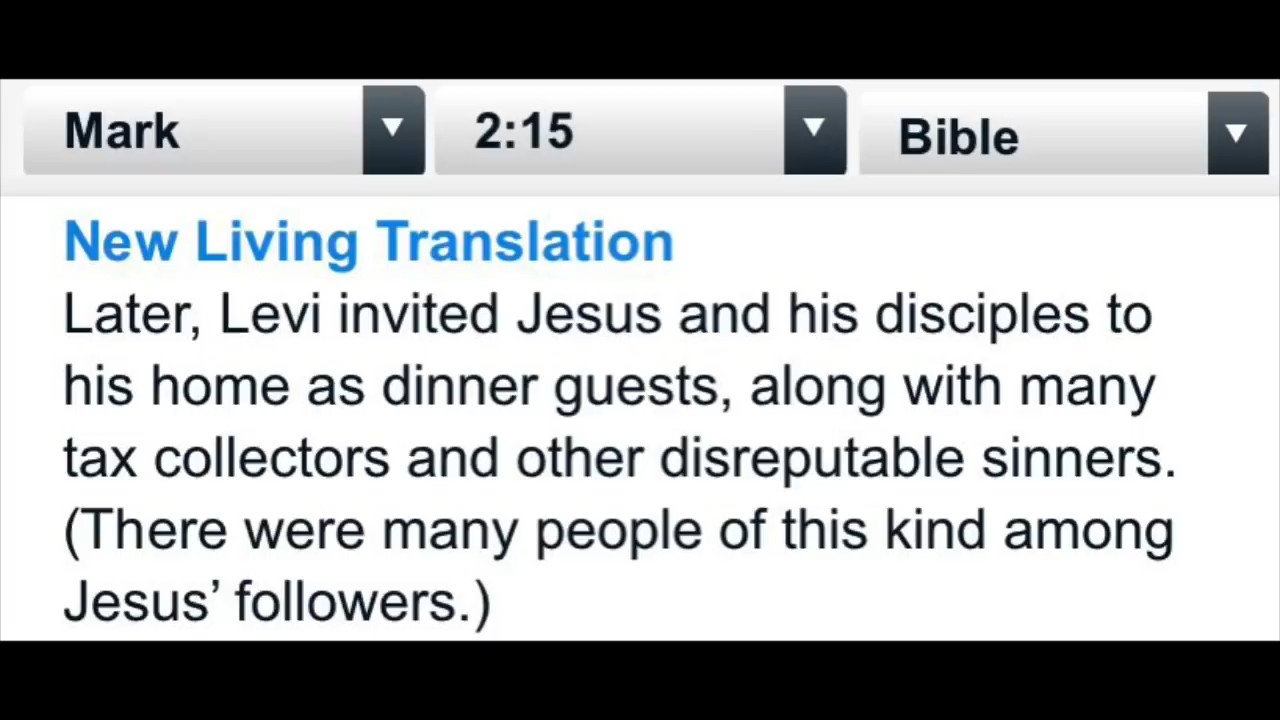 Mark 2:15 Bible
New Living Translation
Later, Levi invited Jesus and his disciples to
his home as dinner guests, along with many
tax collectors and other disreputable sinners.
(There were many people of this kind among
Jesus’ followers.)